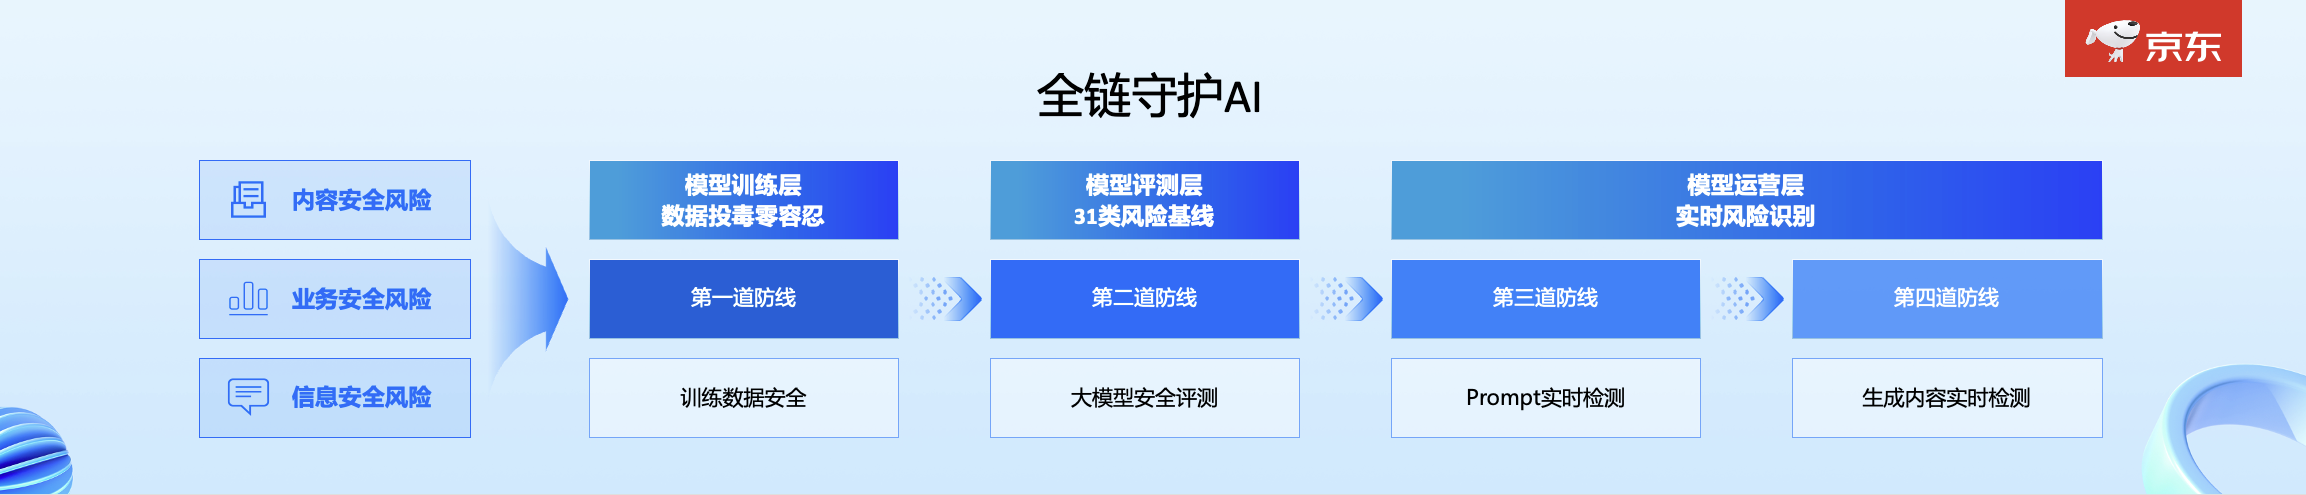 京东
全链守护AI
内容安全风险
业务安全风险
信息安全风险
模型训练层
数据投毒零容忍
第一道防线
训练数据安全
模型评测层
31类风险基线
第二道防线
大模型安全评测
模型运营层
实时风险识别
第三道防线
Prompt实时检测
第四道防线
生成内容实时检测